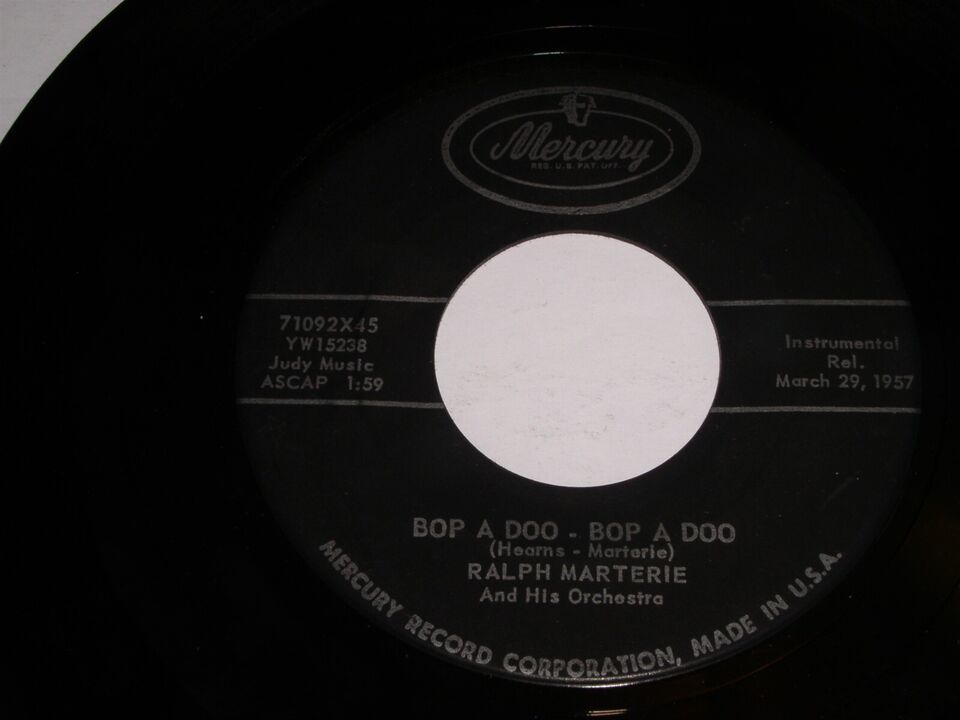 Mercury
REG. U.S. PAT. OFF.
71092X45
YW15238
Judy Music
ASCAP 1:59
Instrumental
Rel.
March 29, 1957
BOP A DOO - BOP A DOO
(Hearns - Marterie)
RALPH MARTERIE
And His Orchestra
MERCURY RECORD CORPORATION, MADE IN U.S.A.